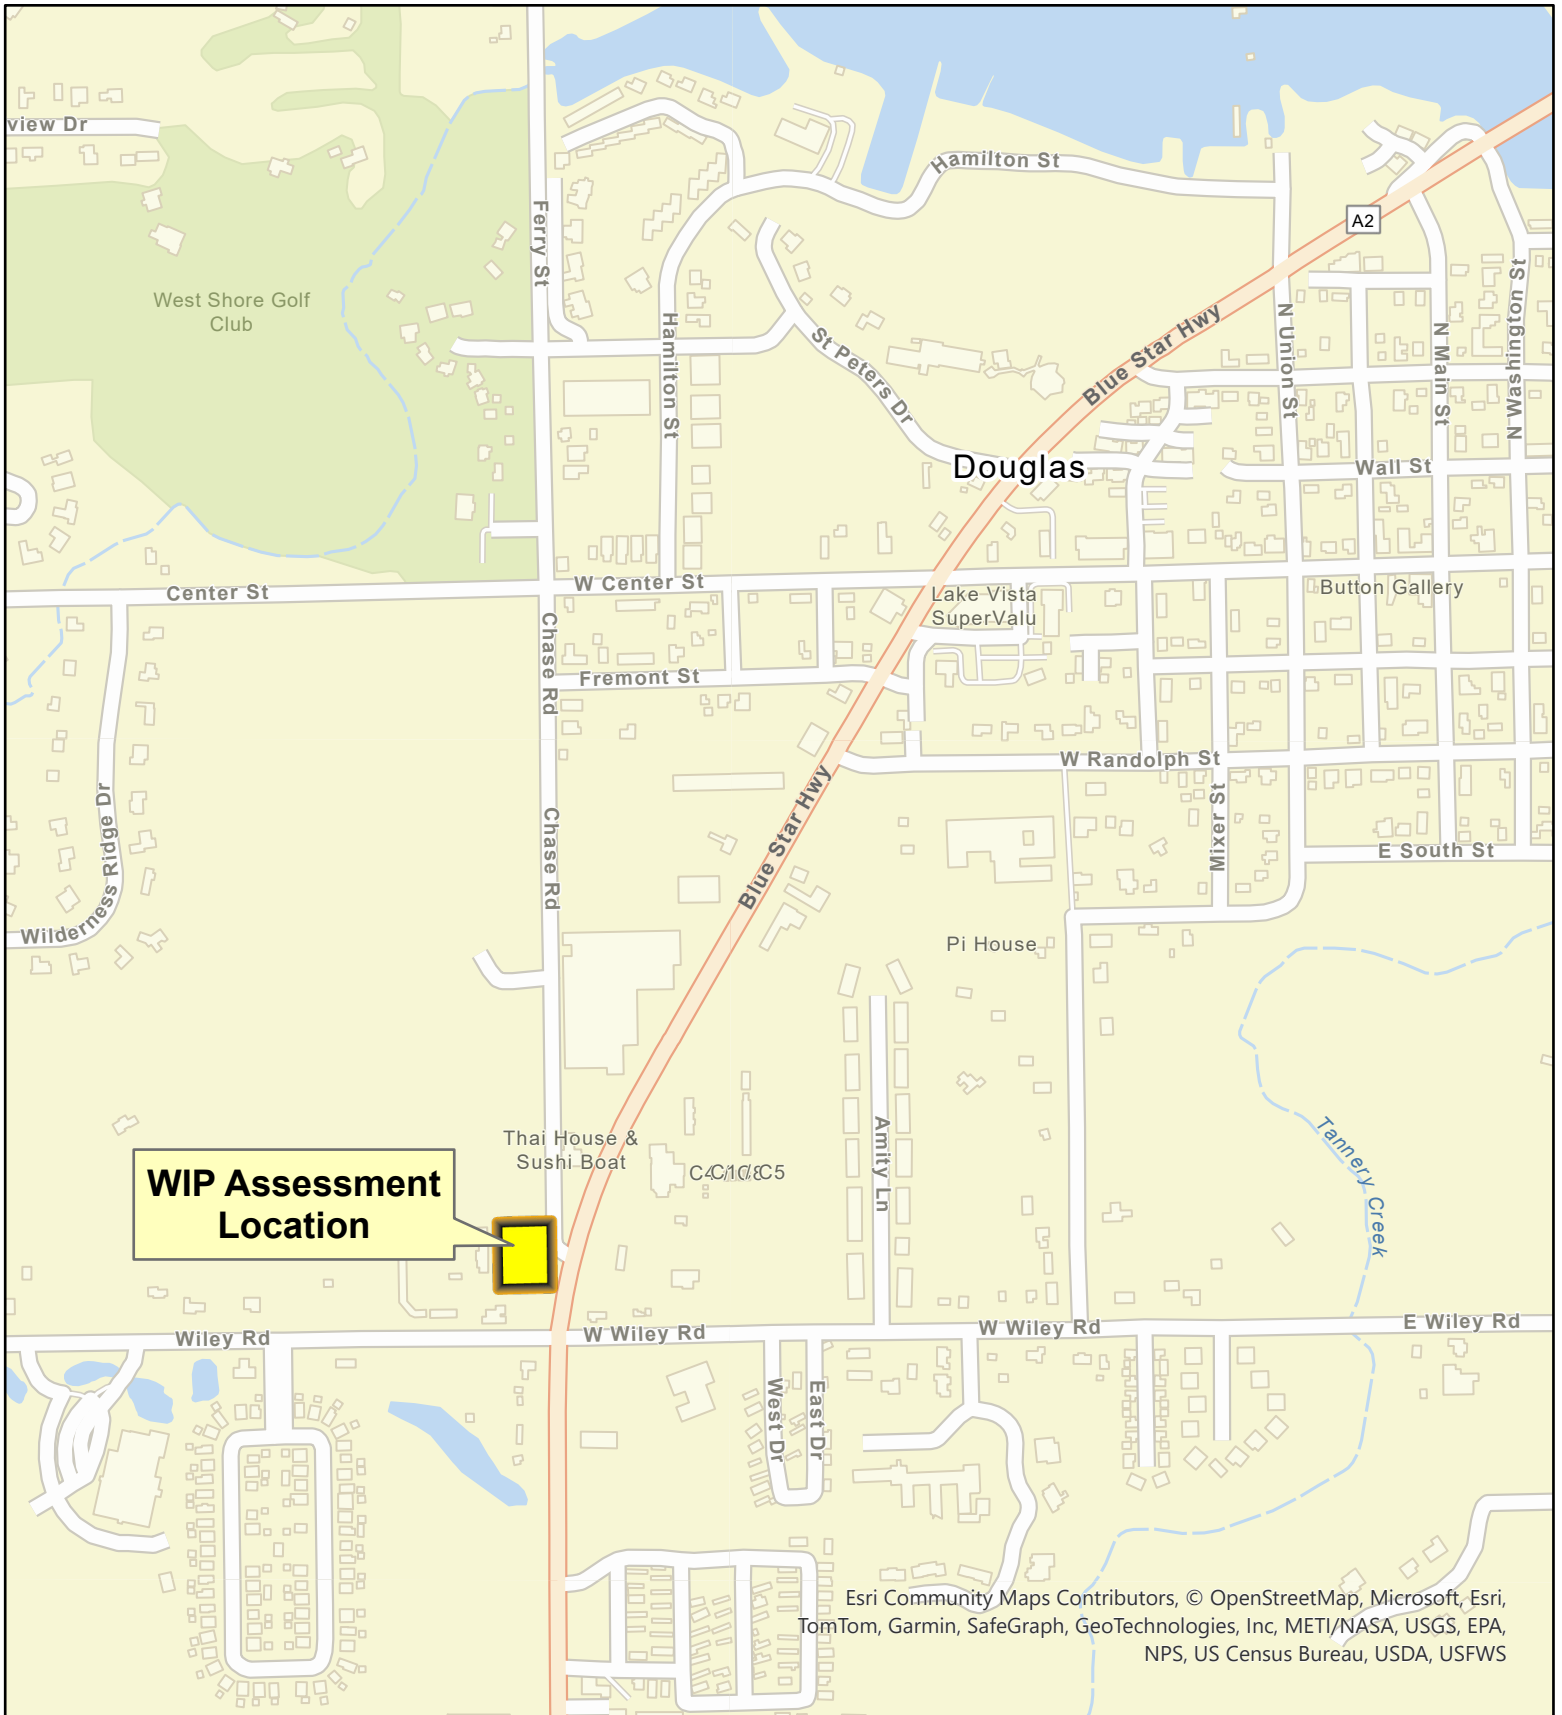 view Dr
Hamilton St
A2
Ferry St
West Shore Golf
Club
Hamilton St
St Peters Dr
Blue Star Hwy
N Union St
N Main St
N Washington St
Douglas
Wall St
Center St
W Center St
Lake Vista
SuperValu
Button Gallery
Chase Rd
Fremont St
W Randolph St
Blue Star Hwy
Chase Rd
Mixer St
E South St
Wilderness Ridge Dr
Pi House
Thai House &
Sushi Boat
Amity Ln
Tannery Creek
WIP Assessment
Location
Wiley Rd
W Wiley Rd
W Wiley Rd
E Wiley Rd
West Dr
East Dr
Esri Community Maps Contributors, © OpenStreetMap, Microsoft, Esri,
TomTom, Garmin, SafeGraph, GeoTechnologies, Inc, METI/NASA, USGS, EPA,
NPS, US Census Bureau, USDA, USFWS